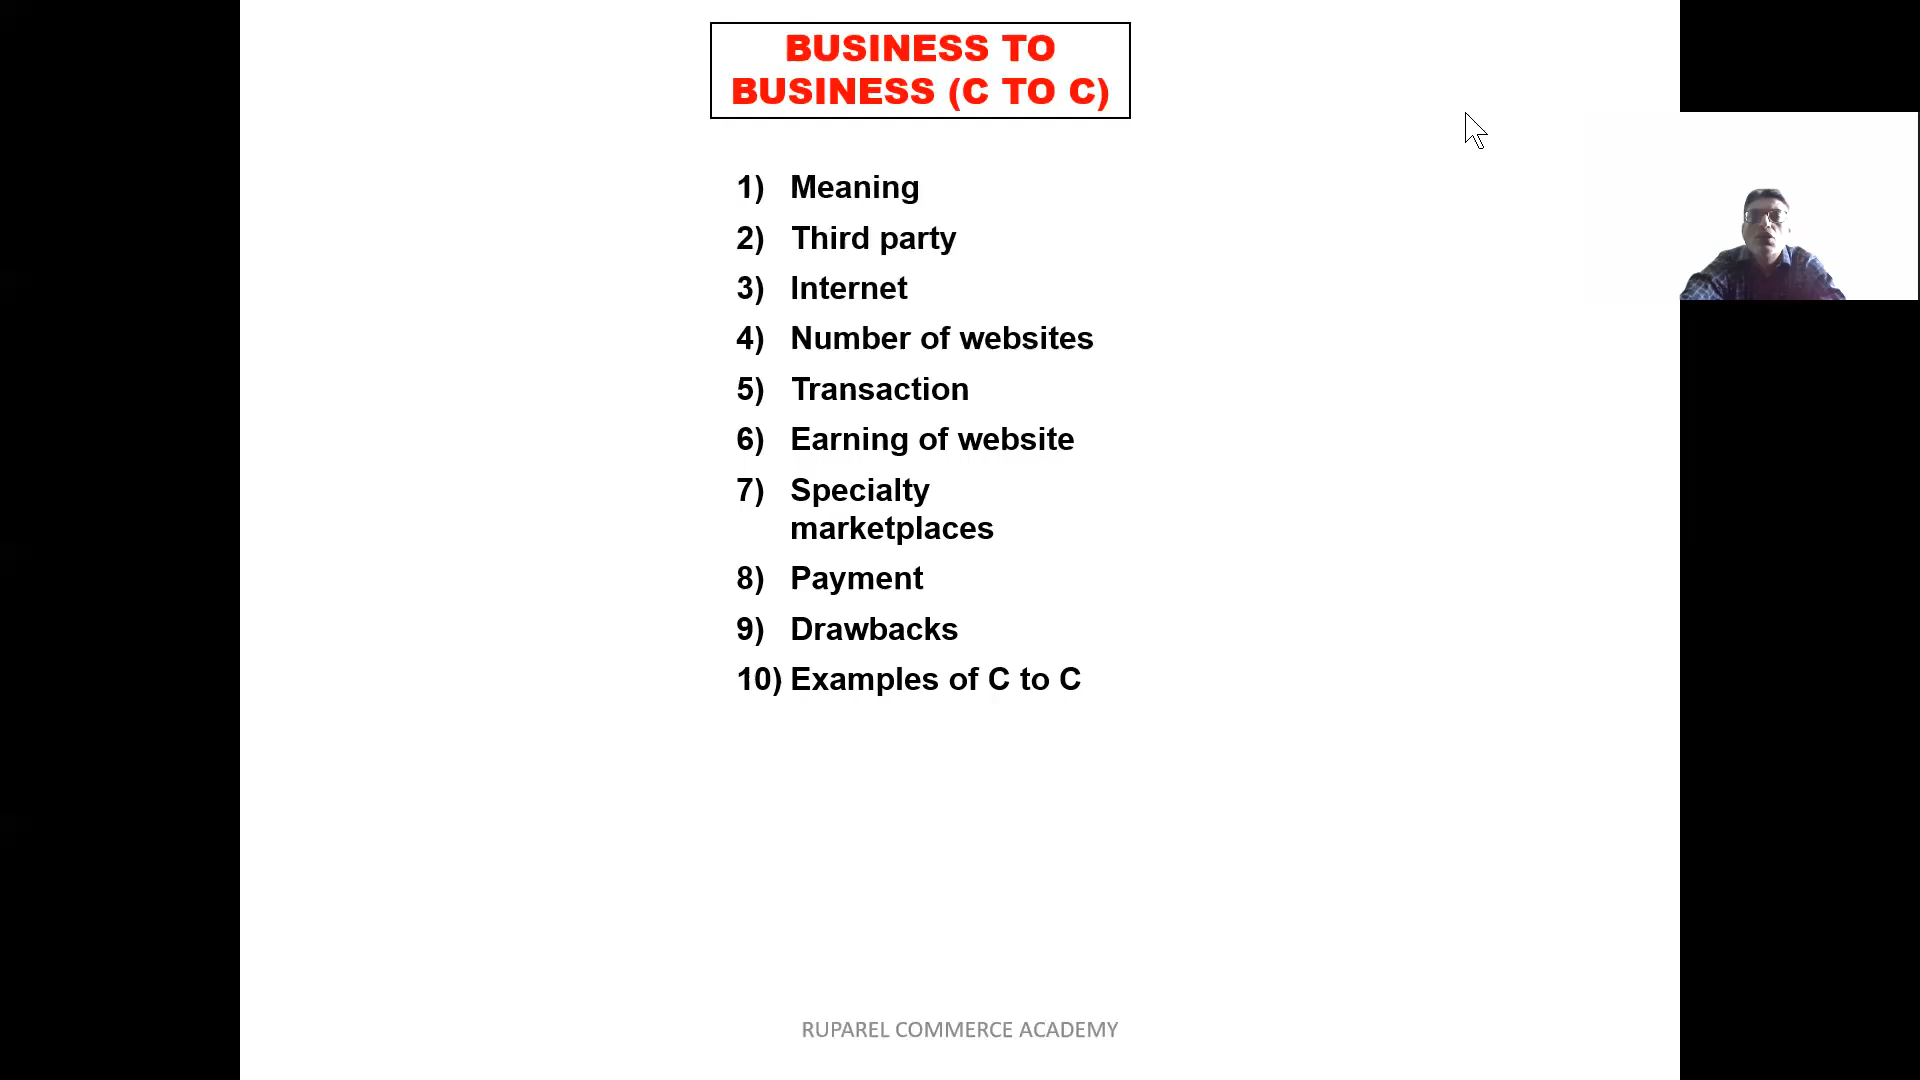 BUSINESS TO
BUSINESS (C TO C)
1) Meaning
2) Third party
3) Internet
4) Number of websites
5) Transaction
6) Earning of website
7) Specialty
marketplaces
8) Payment
9) Drawbacks
10) Examples of C to C
RUPAREL COMMERCE ACADEMY